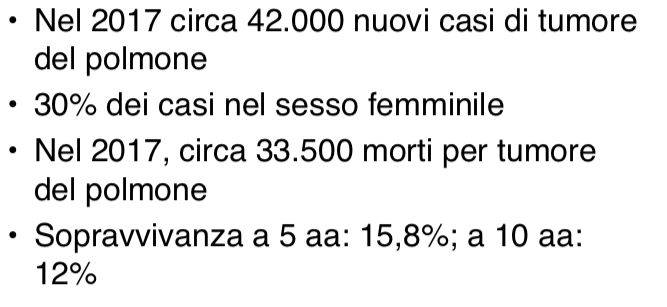 • Nel 2017 circa 42.000 nuovi casi di tumore
del polmone
• 30% dei casi nel sesso femminile
• Nel 2017, circa 33.500 morti per tumore
del polmone
• Sopravvivanza a 5 aa: 15,8%; a 10 aa:
12%